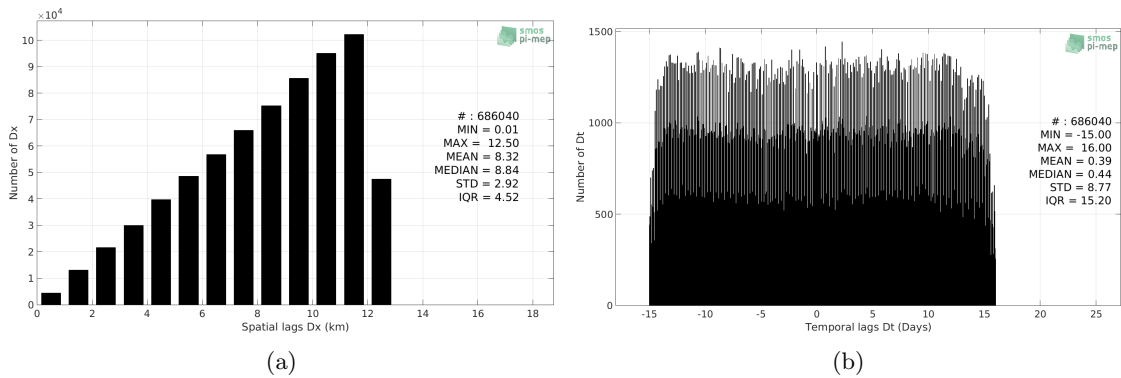 ×10⁴
smos
pi-mep
10
9
8
7
6
5
4
3
2
1
0
Number of Dx
# : 686040
MIN = 0.01
MAX = 12.50
MEAN = 8.32
MEDIAN = 8.84
STD = 2.92
IQR = 4.52
0 2 4 6 8 10 12 14 16 18
Spatial lags Dx (km)
(a)
smos
pi-mep
1500
1000
500
0
Number of Dt
# : 686040
MIN = -15.00
MAX = 16.00
MEAN = 0.39
MEDIAN = 0.44
STD = 8.77
IQR = 15.20
-15 -10 -5 0 5 10 15 20 25
Temporal lags Dt (Days)
(b)